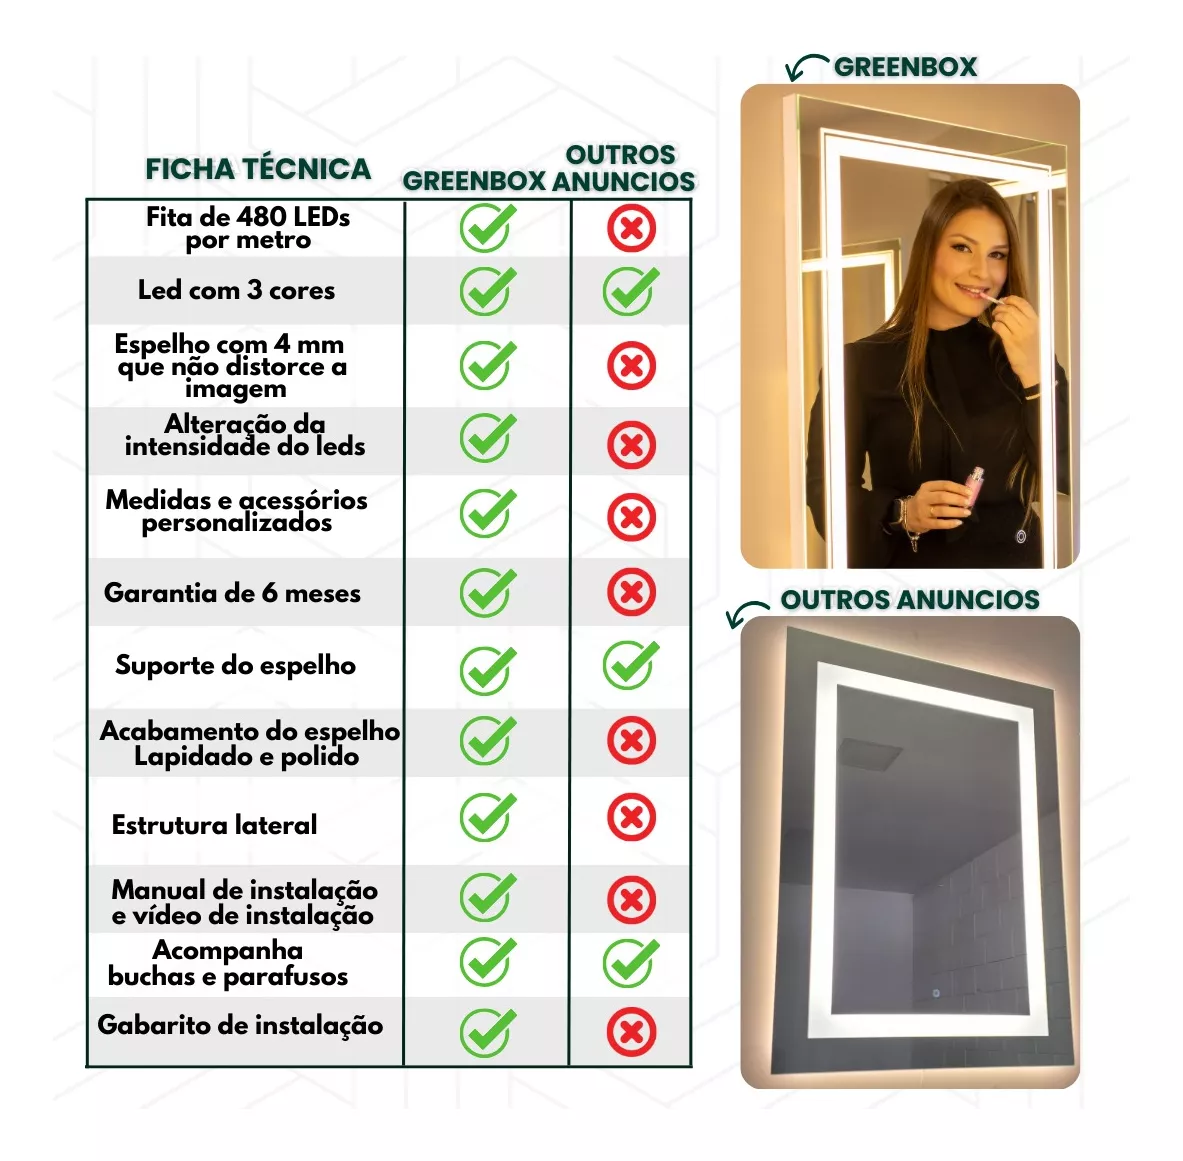 GREENBOX
FICHA TÉCNICA
GREENBOX
OUTROS
ANUNCIOS
Fita de 480 LEDs
por metro
Led com 3 cores
Espelho com 4 mm
que não distorce a
imagem
Alteração da
intensidade do leds
Medidas e acessórios
personalizados
Garantia de 6 meses
Suporte do espelho
Acabamento do espelho
Lapidado e polido
Estrutura lateral
Manual de instalação
e vídeo de instalação
Acompanha
buchas e parafusos
Gabarito de instalação
OUTROS ANUNCIOS